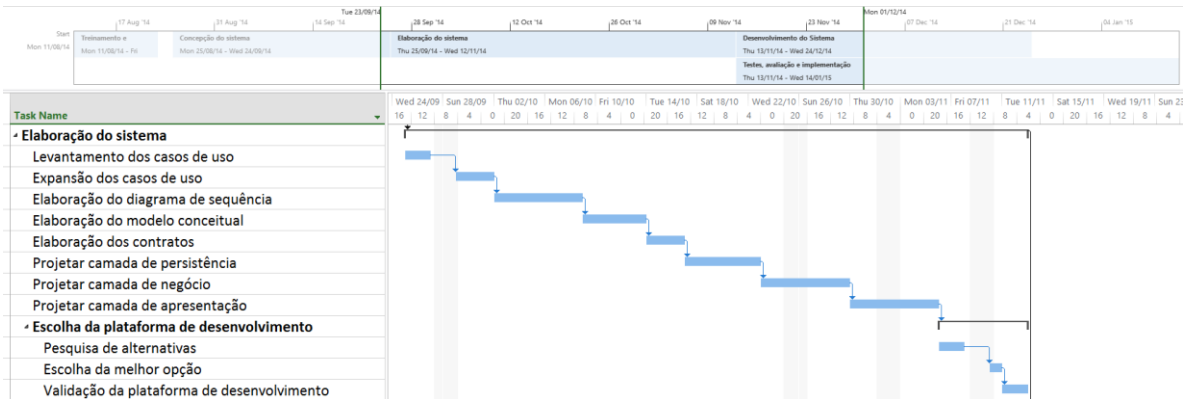 Tue 23/09/14 Mon 01/12/14
17 Aug '14 31 Aug '14 14 Sep '14 28 Sep '14 12 Oct '14 26 Oct '14 09 Nov '14 23 Nov '14 07 Dec '14 21 Dec '14 04 Jan '15
Start
Mon 11/08/14
Treinamento e
Mon 11/08/14 - Fri
Concepção do sistema
Mon 25/08/14 - Wed 24/09/14
Elaboração do sistema
Thu 25/09/14 - Wed 12/11/14
Desenvolvimento do Sistema
Thu 13/11/14 - Wed 24/12/14
Testes, avaliação e implementação
Thu 13/11/14 - Wed 14/01/15
Task Name
Wed 24/09 Sun 28/09 Thu 02/10 Mon 06/10 Fri 10/10 Tue 14/10 Sat 18/10 Wed 22/10 Sun 26/10 Thu 30/10 Mon 03/11 Fri 07/11 Tue 11/11 Sat 15/11 Wed 19/11 Sun 23
16 12 8 4 0 20 16 12 8 4 0 20 16 12 8 4 0 20 16 12 8 4 0 20 16 12 8 4 0 20 16 12 8 4
Elaboração do sistema
Levantamento dos casos de uso
Expansão dos casos de uso
Elaboração do diagrama de sequência
Elaboração do modelo conceitual
Elaboração dos contratos
Projetar camada de persistência
Projetar camada de negócio
Projetar camada de apresentação
Escolha da plataforma de desenvolvimento
Pesquisa de alternativas
Escolha da melhor opção
Validação da plataforma de desenvolvimento